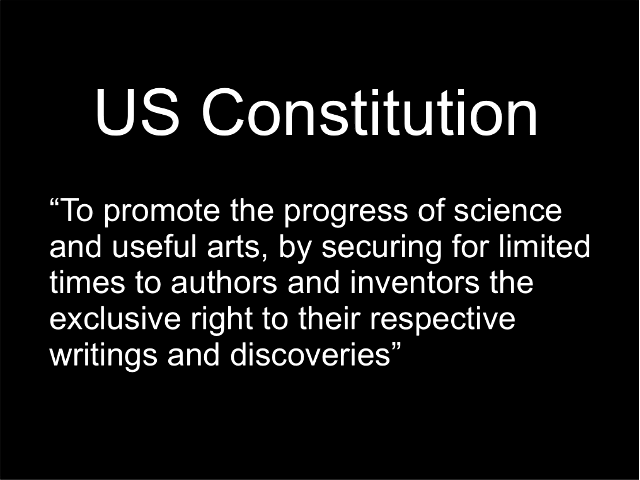 US Constitution
“To promote the progress of science
and useful arts, by securing for limited
times to authors and inventors the
exclusive right to their respective
writings and discoveries”